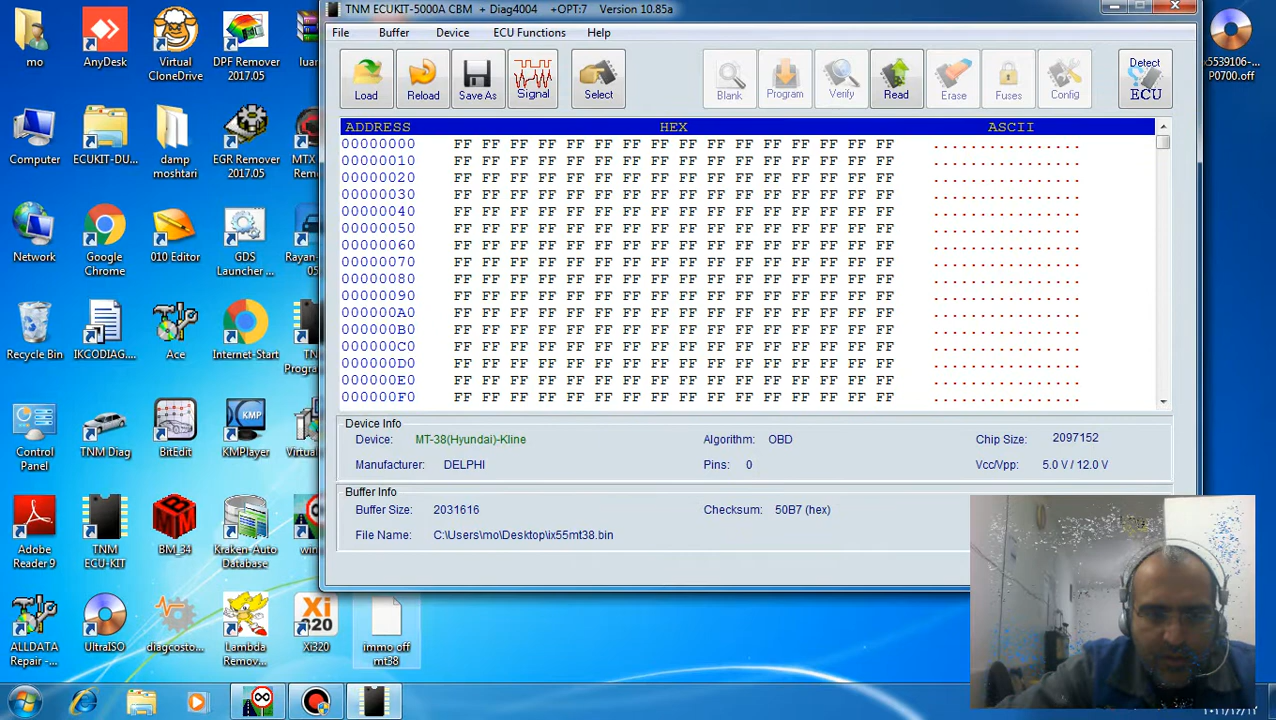 TNM ECUKIT-5000A CBM + Diag4004 +OPT:7 Version 10.85a
File Buffer Device ECU Functions Help
Load Reload Save As Signal Select Blank Program Verify Read Erase Fuses Config Detect ECU
ADDRESS HEX ASCII
00000000 FF FF FF FF FF FF FF FF FF FF FF FF FF FF FF FF ................
00000010 FF FF FF FF FF FF FF FF FF FF FF FF FF FF FF FF ................
00000020 FF FF FF FF FF FF FF FF FF FF FF FF FF FF FF FF ................
00000030 FF FF FF FF FF FF FF FF FF FF FF FF FF FF FF FF ................
00000040 FF FF FF FF FF FF FF FF FF FF FF FF FF FF FF FF ................
00000050 FF FF FF FF FF FF FF FF FF FF FF FF FF FF FF FF ................
00000060 FF FF FF FF FF FF FF FF FF FF FF FF FF FF FF FF ................
00000070 FF FF FF FF FF FF FF FF FF FF FF FF FF FF FF FF ................
00000080 FF FF FF FF FF FF FF FF FF FF FF FF FF FF FF FF ................
00000090 FF FF FF FF FF FF FF FF FF FF FF FF FF FF FF FF ................
000000A0 FF FF FF FF FF FF FF FF FF FF FF FF FF FF FF FF ................
000000B0 FF FF FF FF FF FF FF FF FF FF FF FF FF FF FF FF ................
000000C0 FF FF FF FF FF FF FF FF FF FF FF FF FF FF FF FF ................
000000D0 FF FF FF FF FF FF FF FF FF FF FF FF FF FF FF FF ................
000000E0 FF FF FF FF FF FF FF FF FF FF FF FF FF FF FF FF ................
000000F0 FF FF FF FF FF FF FF FF FF FF FF FF FF FF FF FF ................
Device Info
Device: MT-38(Hyundai)-Kline Algorithm: OBD Chip Size: 2097152
Manufacturer: DELPHI Pins: 0 Vcc/Vpp: 5.0 V / 12.0 V
Buffer Info
Buffer Size: 2031616 Checksum: 50B7 (hex)
File Name: C:\Users\mo\Desktop\ix55mt38.bin
mo
AnyDesk
Virtual CloneDrive
DPF Remover 2017.05
Computer
ECUKIT-DU...
damp moshtari
EGR Remover 2017.05
Network
Google Chrome
010 Editor
GDS Launcher ...
Recycle Bin
IKCODIAG....
Ace
Internet-Start
Control Panel
TNM Diag
BitEdit
KMPlayer
Adobe Reader 9
TNM ECU-KIT
BM_34
Kraken-Auto Database
ALLDATA Repair -...
UltraISO
diagcosto...
Lambda Remov...
Xi320
immo off mt38
ix5539106-... P0700.off